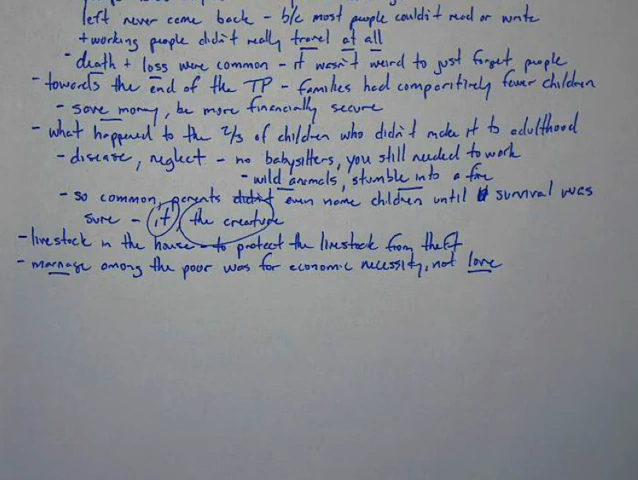 left never come back - b/c most people couldn't read or write
+ working people didn't really travel at all
- death + loss were common - it wasn't weird to just forget people
- towards the end of the TP - families had comparitively fewer children
- save money, be more financially secure
- what happened to the 2/3 of children who didn't make it to adulthood
- disease, neglect - no babysitters, you still needed to work
- wild animals, stumble into a fire
- so common, parents didn't even name children until survival was
sure - "it", the creature
- livestock in the house - to protect the livestock from theft
- marriage among the poor was for economic necessity, not love